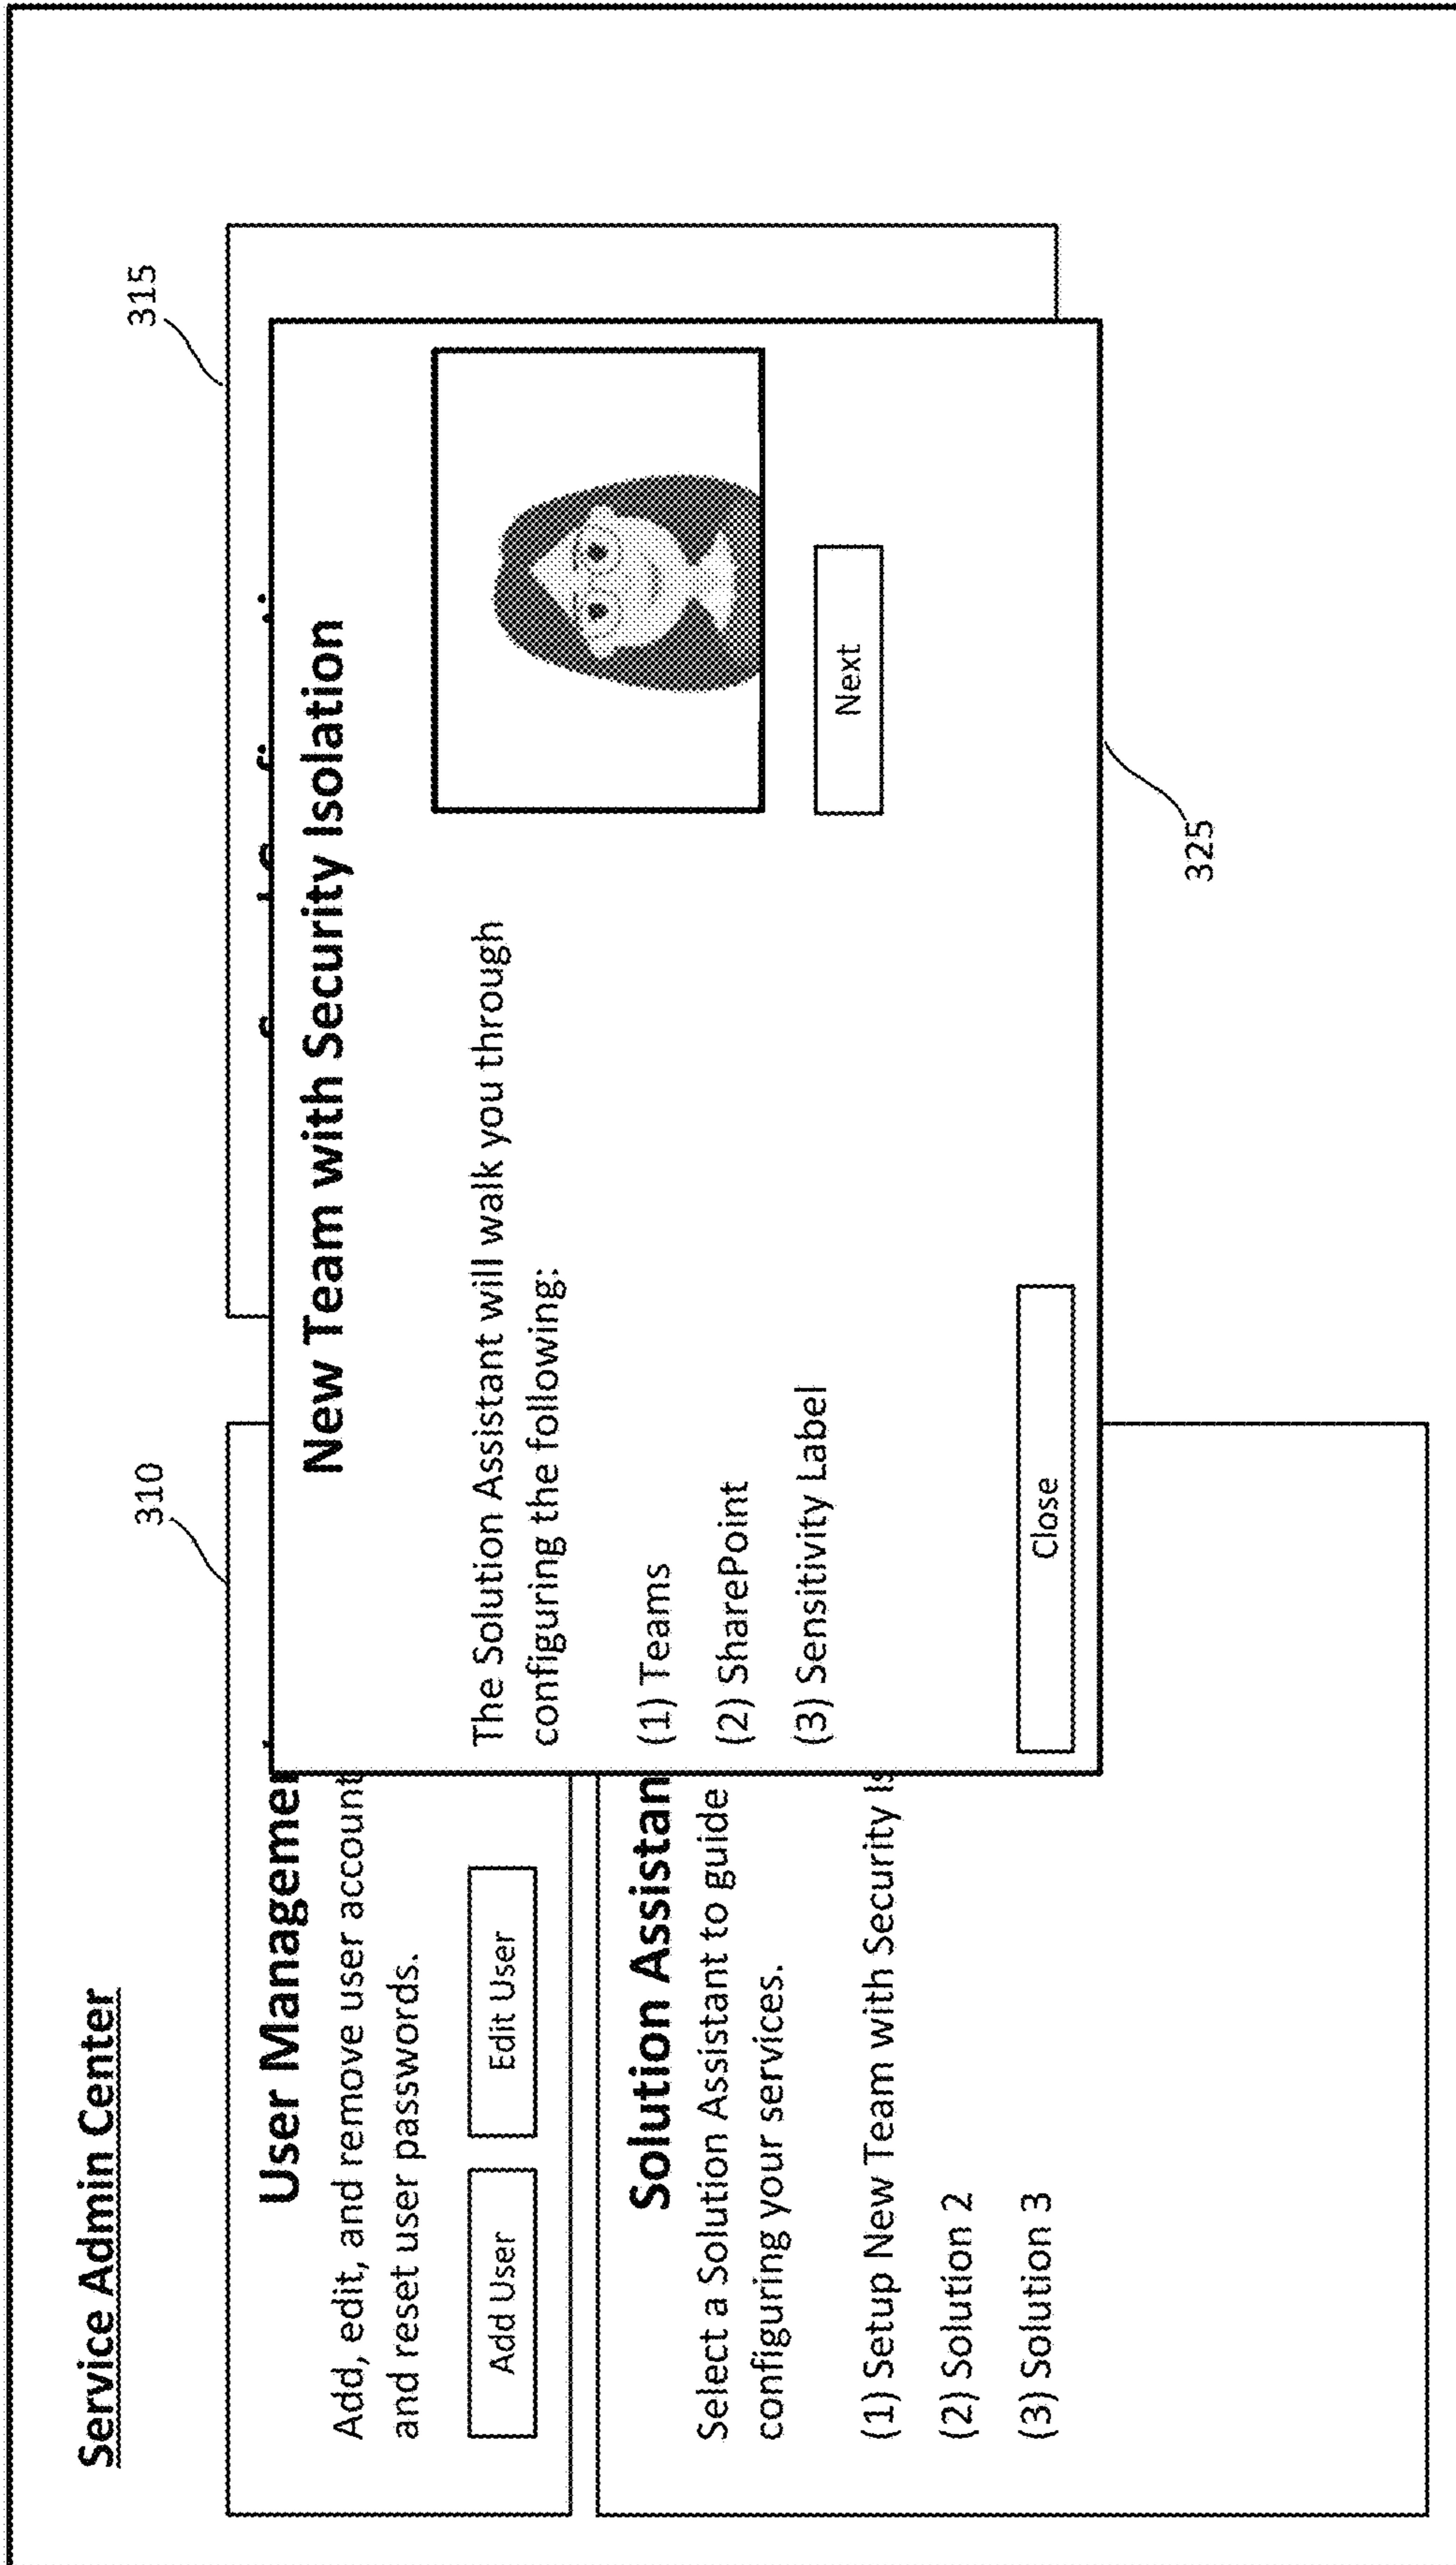 Service Admin Center
310
315
User Managemen
Add, edit, and remove user account
and reset user passwords.
Add User
Edit User
Solution Assistan
Select a Solution Assistant to guide
configuring your services.
(1) Setup New Team with Security Is
(2) Solution 2
(3) Solution 3
New Team with Security Isolation
The Solution Assistant will walk you through
configuring the following:
(1) Teams
(2) SharePoint
(3) Sensitivity Label
Next
Close
325